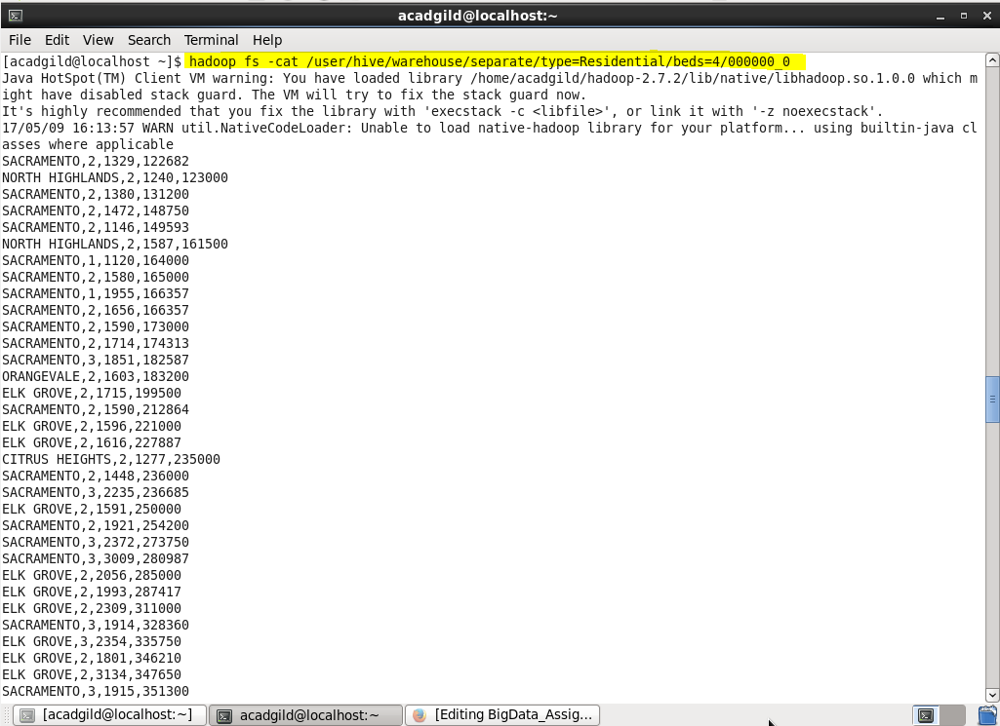 acadgild@localhost:~
File Edit View Search Terminal Help
[acadgild@localhost ~]$ hadoop fs -cat /user/hive/warehouse/separate/type=Residential/beds=4/000000_0
Java HotSpot(TM) Client VM warning: You have loaded library /home/acadgild/hadoop-2.7.2/lib/native/libhadoop.so.1.0.0 which m
ight have disabled stack guard. The VM will try to fix the stack guard now.
It's highly recommended that you fix the library with 'execstack -c <libfile>', or link it with '-z noexecstack'.
17/05/09 16:13:57 WARN util.NativeCodeLoader: Unable to load native-hadoop library for your platform... using builtin-java cl
asses where applicable
SACRAMENTO,2,1329,122682
NORTH HIGHLANDS,2,1240,123000
SACRAMENTO,2,1380,131200
SACRAMENTO,2,1472,148750
SACRAMENTO,2,1146,149593
NORTH HIGHLANDS,2,1587,161500
SACRAMENTO,1,1120,164000
SACRAMENTO,2,1580,165000
SACRAMENTO,1,1955,166357
SACRAMENTO,2,1656,166357
SACRAMENTO,2,1590,173000
SACRAMENTO,2,1714,174313
SACRAMENTO,3,1851,182587
ORANGEVALE,2,1603,183200
ELK GROVE,2,1715,199500
SACRAMENTO,2,1590,212864
ELK GROVE,2,1596,221000
ELK GROVE,2,1616,227887
CITRUS HEIGHTS,2,1277,235000
SACRAMENTO,2,1448,236000
SACRAMENTO,3,2235,236685
ELK GROVE,2,1591,250000
SACRAMENTO,2,1921,254200
SACRAMENTO,3,2372,273750
SACRAMENTO,3,3009,280987
ELK GROVE,2,2056,285000
ELK GROVE,2,1993,287417
ELK GROVE,2,2309,311000
SACRAMENTO,3,1914,328360
ELK GROVE,3,2354,335750
ELK GROVE,2,1801,346210
ELK GROVE,2,3134,347650
SACRAMENTO,3,1915,351300
[acadgild@localhost:~] acadgild@localhost:~ [Editing BigData_Assig...